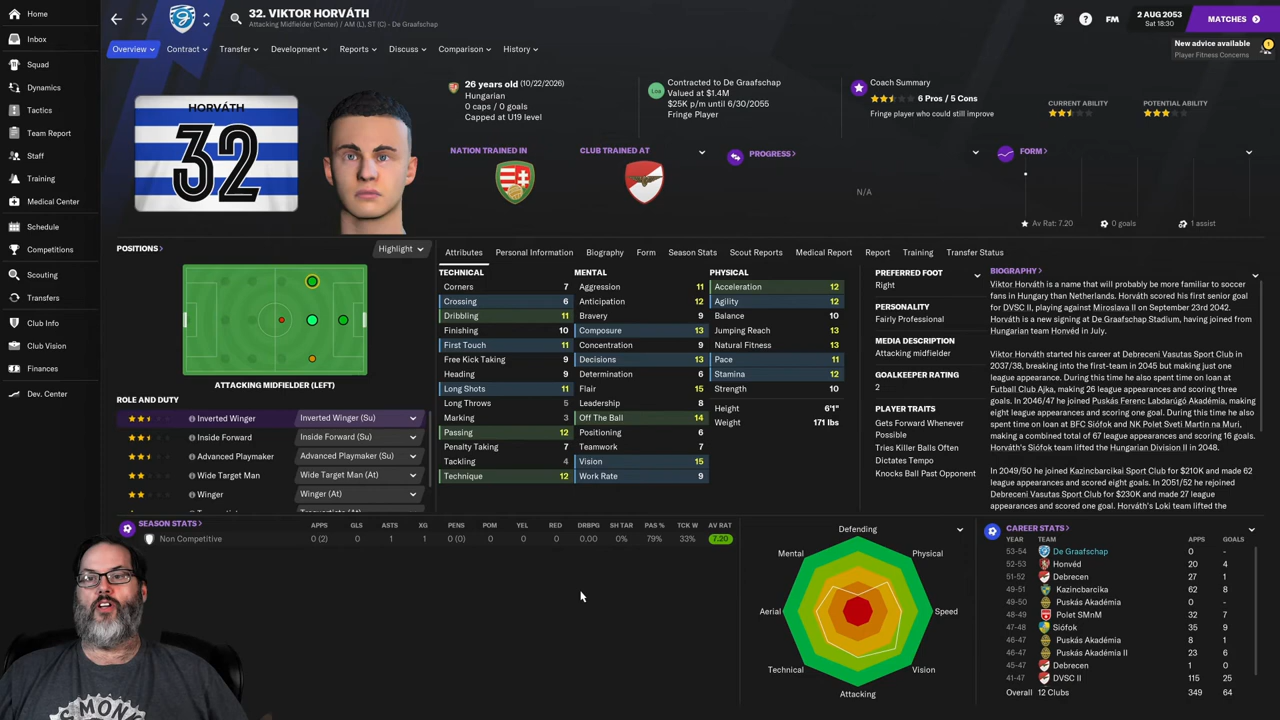 Home
32. VIKTOR HORVÁTH
Attacking Midfielder (Center) / AM (L), ST (C) - De Graafschap
FM
2 AUG 2053
Sat 18:30
MATCHES
Inbox
Overview
Contract
Transfer
Development
Reports
Discuss
Comparison
History
New advice available
Player Fitness Concerns
Squad
Dynamics
Tactics
Team Report
Staff
Training
Medical Center
Schedule
Competitions
Scouting
Transfers
Club Info
Club Vision
Finances
Dev. Center
HORVÁTH
32
26 years old (10/22/2026)
Hungarian
0 caps / 0 goals
Capped at U19 level
Loa
Contracted to De Graafschap
Valued at $1.4M
$25K p/m until 6/30/2055
Fringe Player
Coach Summary
6 Pros / 5 Cons
Fringe player who could still improve
CURRENT ABILITY
POTENTIAL ABILITY
NATION TRAINED IN
CLUB TRAINED AT
PROGRESS
N/A
FORM
Av Rat: 7.20
0 goals
1 assist
POSITIONS
Highlight
ATTACKING MIDFIELDER (LEFT)
ROLE AND DUTY
Inverted Winger
Inverted Winger (Su)
Inside Forward
Inside Forward (Su)
Advanced Playmaker
Advanced Playmaker (Su)
Wide Target Man
Wide Target Man (At)
Winger
Winger (At)
Attributes
Personal Information
Biography
Form
Season Stats
Scout Reports
Medical Report
Report
Training
Transfer Status
TECHNICAL
Corners 7
Crossing 6
Dribbling 11
Finishing 10
First Touch 11
Free Kick Taking 9
Heading 9
Long Shots 11
Long Throws 5
Marking 3
Passing 12
Penalty Taking 7
Tackling 4
Technique 12
MENTAL
Aggression 11
Anticipation 12
Bravery 9
Composure 13
Concentration 9
Decisions 13
Determination 6
Flair 15
Leadership 8
Off The Ball 14
Positioning 6
Teamwork 7
Vision 15
Work Rate 9
PHYSICAL
Acceleration 12
Agility 12
Balance 10
Jumping Reach 13
Natural Fitness 13
Pace 11
Stamina 12
Strength 10
Height 6'1"
Weight 171 lbs
PREFERRED FOOT
Right
PERSONALITY
Fairly Professional
MEDIA DESCRIPTION
Attacking midfielder
GOALKEEPER RATING
2
PLAYER TRAITS
Gets Forward Whenever
Possible
Tries Killer Balls Often
Dictates Tempo
Knocks Ball Past Opponent
BIOGRAPHY
Viktor Horváth is a name that will probably be more familiar to soccer
fans in Hungary than Netherlands. Horváth scored his first senior goal
for DVSC II, playing against Miroslava II on September 23rd 2042.
Horváth is a new signing at De Graafschap Stadium, having joined from
Hungarian team Honvéd in July.
Viktor Horváth started his career at Debreceni Vasutas Sport Club in
2037/38, breaking into the first-team in 2045 but making just one
league appearance. During this time he also spent time on loan at
Futball Club Ajka, making 26 league appearances and scoring three
goals. In 2046/47 he joined Puskás Ferenc Labdarúgó Akadémia, making
eight league appearances and scoring one goal. During this time he also
spent time on loan at BFC Siófok and NK Polet Sveti Martin na Muri,
making a combined total of 67 league appearances and scoring 16 goals.
Horváth's Siófok team lifted the Hungarian Division II in 2048.
In 2049/50 he joined Kazincbarcikai Sport Club for $210K and made 62
league appearances and scored eight goals. In 2051/52 he rejoined
Debreceni Vasutas Sport Club for $230K and made 27 league
appearances and scored one goal. Horváth's Loki team lifted the
SEASON STATS
APPS GLS ASTS XG PENS POM YEL RED DRBPG SH TAR PAS % TCK W AV RAT
Non Competitive 0 (2) 0 1 1 0 (0) 0 0 0 0.00 0% 79% 33% 7.20
Defending
Physical
Speed
Vision
Attacking
Technical
Aerial
Mental
CAREER STATS
YEAR TEAM APPS GOALS
53-54 De Graafschap 0 -
52-53 Honvéd 20 4
51-52 Debrecen 27 1
49-51 Kazincbarcika 62 8
49-50 Puskás Akadémia 0 -
48-49 Polet SMnM 32 7
47-48 Siófok 35 9
46-47 Puskás Akadémia 8 1
46-47 Puskás Akadémia II 23 6
45-47 Debrecen 1 0
41-47 DVSC II 115 25
Overall 12 Clubs 349 64